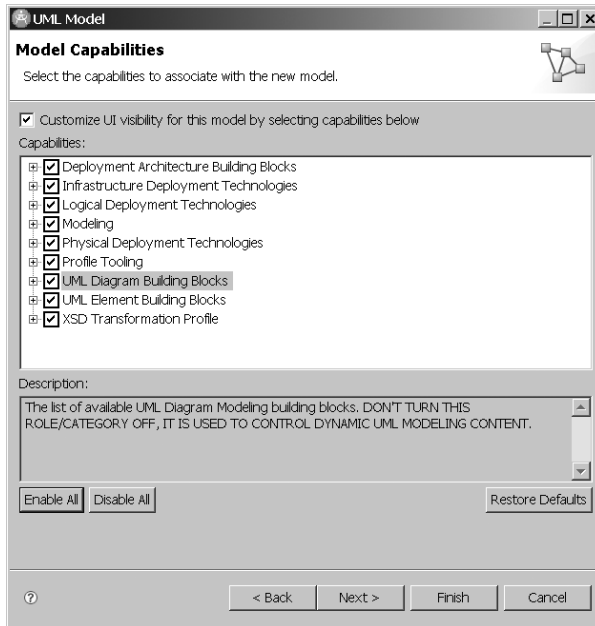 UML Model
Model Capabilities
Select the capabilities to associate with the new model.
Customize UI visibility for this model by selecting capabilities below
Capabilities:
Deployment Architecture Building Blocks
Infrastructure Deployment Technologies
Logical Deployment Technologies
Modeling
Physical Deployment Technologies
Profile Tooling
UML Diagram Building Blocks
UML Element Building Blocks
XSD Transformation Profile
Description:
The list of available UML Diagram Modeling building blocks. DON'T TURN THIS
ROLE/CATEGORY OFF, IT IS USED TO CONTROL DYNAMIC UML MODELING CONTENT.
Enable All Disable All Restore Defaults
? < Back Next > Finish Cancel